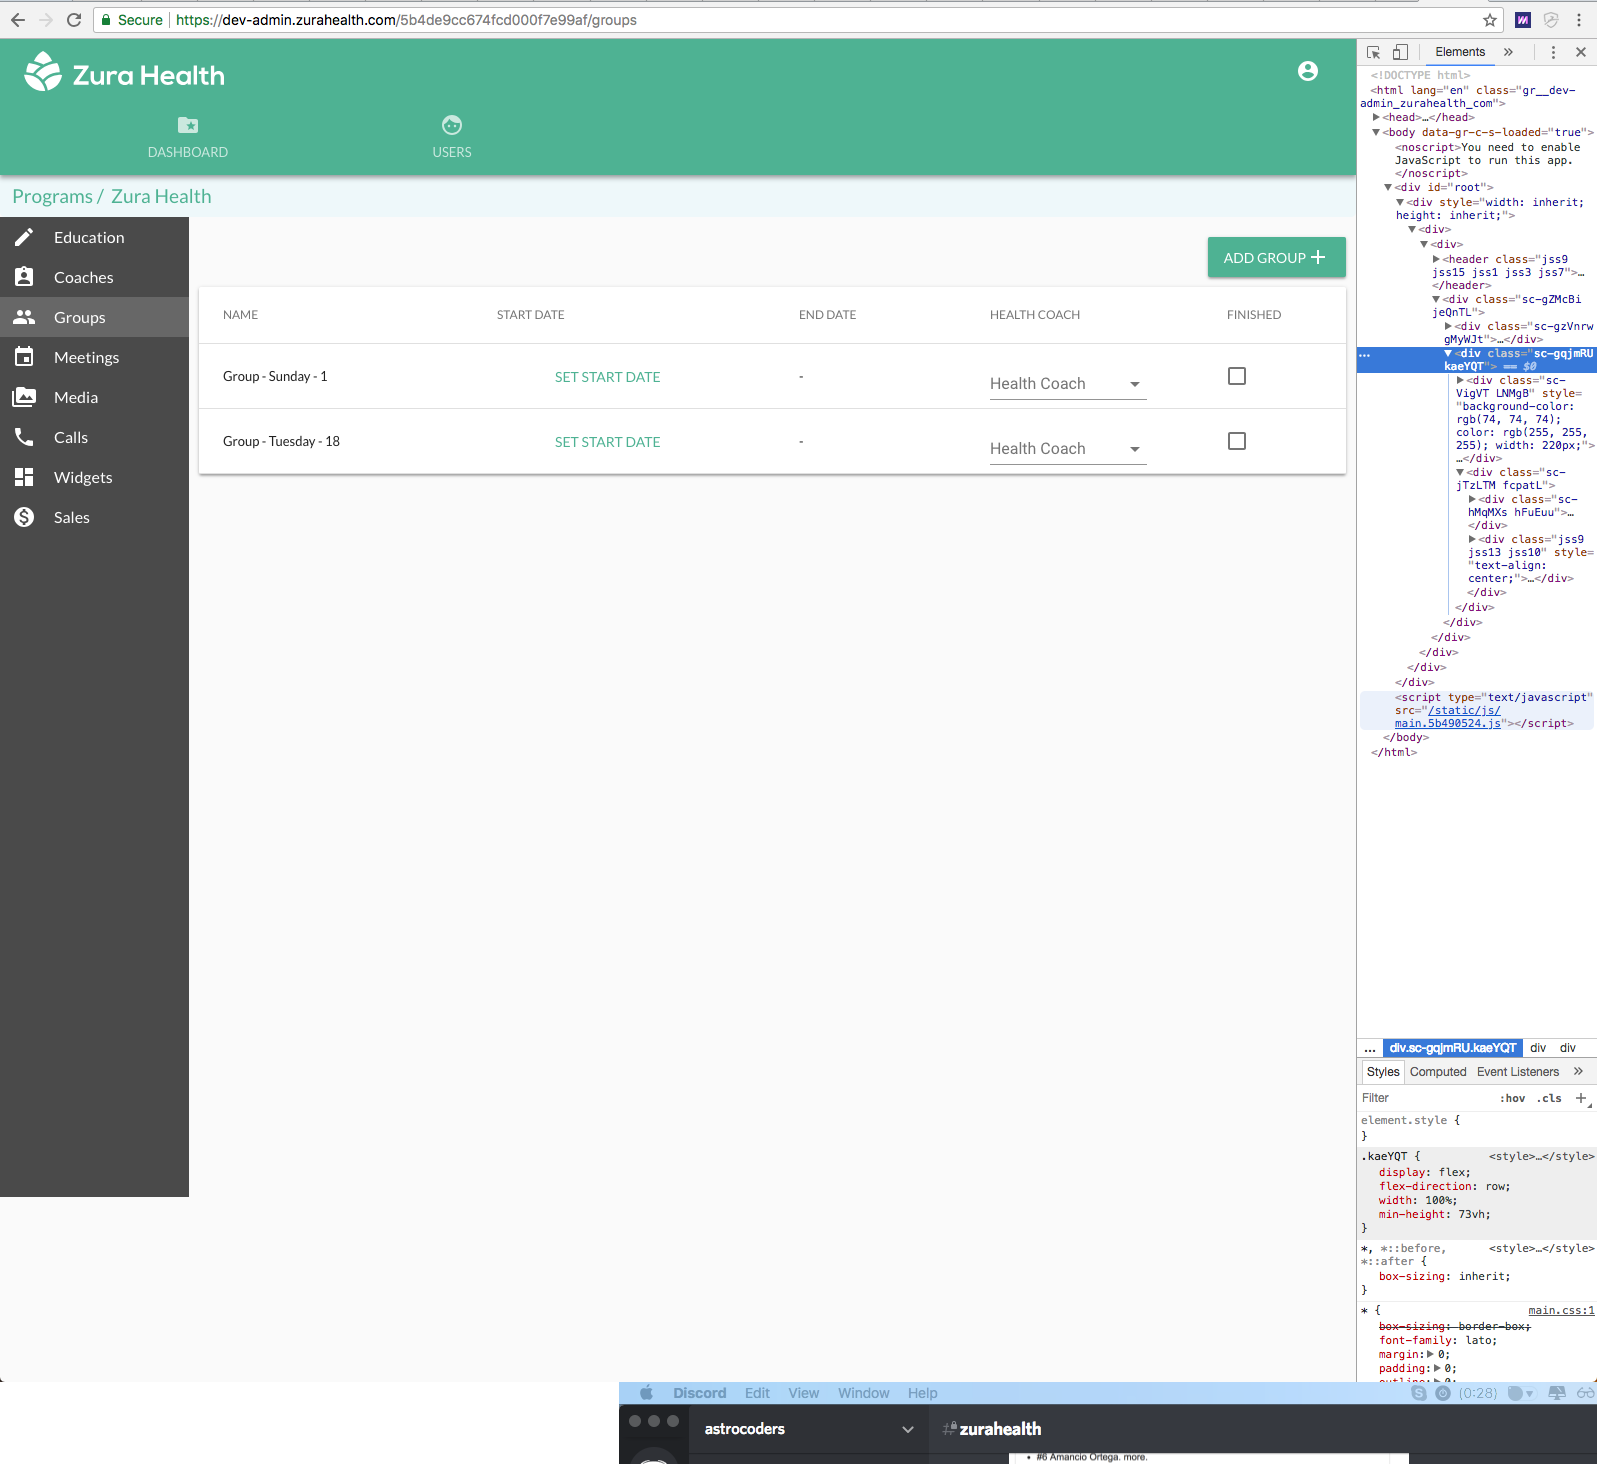 Secure https://dev-admin.zurahealth.com/5b4de9cc674fcd000f7e99af/groups
Zura Health
DASHBOARD
USERS
Programs / Zura Health
Education
Coaches
Groups
Meetings
Media
Calls
Widgets
Sales
ADD GROUP
NAME START DATE END DATE HEALTH COACH FINISHED
Group - Sunday - 1 SET START DATE - Health Coach
Group - Tuesday - 18 SET START DATE - Health Coach
Elements »
<!DOCTYPE html>
<html lang="en" class="gr__dev-
admin_zurahealth_com">
<head>…</head>
<body data-gr-c-s-loaded="true">
<noscript>You need to enable
JavaScript to run this app.
</noscript>
<div id="root">
<div style="width: inherit;
height: inherit;">
<div>
<div>
<header class="jss9
jss15 jss1 jss3 jss7">…
</header>
<div class="sc-gZMcBi
jeQnTL">
<div class="sc-gzVnrw
gMyWJt">…</div>
… <div class="sc-gqjmRU
kaeYQT"> == $0
<div class="sc-
VigVT LNMgB" style=
"background-color:
rgb(74, 74, 74);
color: rgb(255, 255,
255); width: 220px;">
…</div>
<div class="sc-
jTzLTM fcpatL">
<div class="sc-
hMqMXs hFuEuu">…
</div>
<div class="jss9
jss13 jss10" style=
"text-align:
center;">…</div>
</div>
</div>
</div>
</div>
</div>
</div>
</div>
<script type="text/javascript"
src="/static/js/
main.5b490524.js"></script>
</body>
</html>
... div.sc-gqjmRU.kaeYQT div div
Styles Computed Event Listeners »
Filter :hov .cls +
element.style {
}
.kaeYQT { <style>…</style>
display: flex;
flex-direction: row;
width: 100%;
min-height: 73vh;
}
*, *::before, <style>…</style>
*::after {
box-sizing: inherit;
}
* { main.css:1
box-sizing: border-box;
font-family: lato;
margin: 0;
padding: 0;
outline: 0;
Discord Edit View Window Help (0:28)
astrocoders # zurahealth
• #6 Amancio Ortega. more.